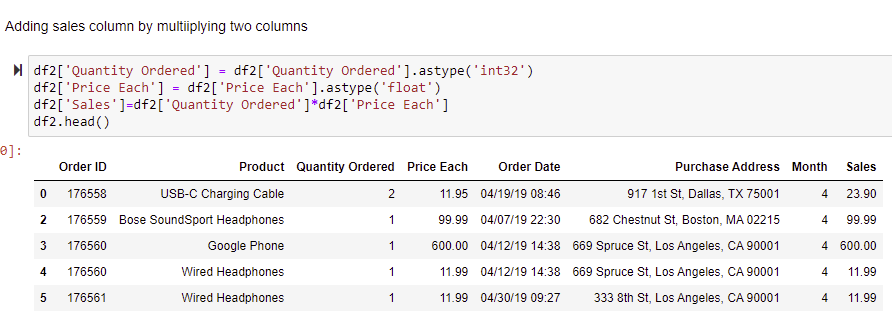 Adding sales column by multiiplying two columns
df2['Quantity Ordered'] = df2['Quantity Ordered'].astype('int32')
df2['Price Each'] = df2['Price Each'].astype('float')
df2['Sales']=df2['Quantity Ordered']*df2['Price Each']
df2.head()
0]:
Order ID Product Quantity Ordered Price Each Order Date Purchase Address Month Sales
0 176558 USB-C Charging Cable 2 11.95 04/19/19 08:46 917 1st St, Dallas, TX 75001 4 23.90
2 176559 Bose SoundSport Headphones 1 99.99 04/07/19 22:30 682 Chestnut St, Boston, MA 02215 4 99.99
3 176560 Google Phone 1 600.00 04/12/19 14:38 669 Spruce St, Los Angeles, CA 90001 4 600.00
4 176560 Wired Headphones 1 11.99 04/12/19 14:38 669 Spruce St, Los Angeles, CA 90001 4 11.99
5 176561 Wired Headphones 1 11.99 04/30/19 09:27 333 8th St, Los Angeles, CA 90001 4 11.99